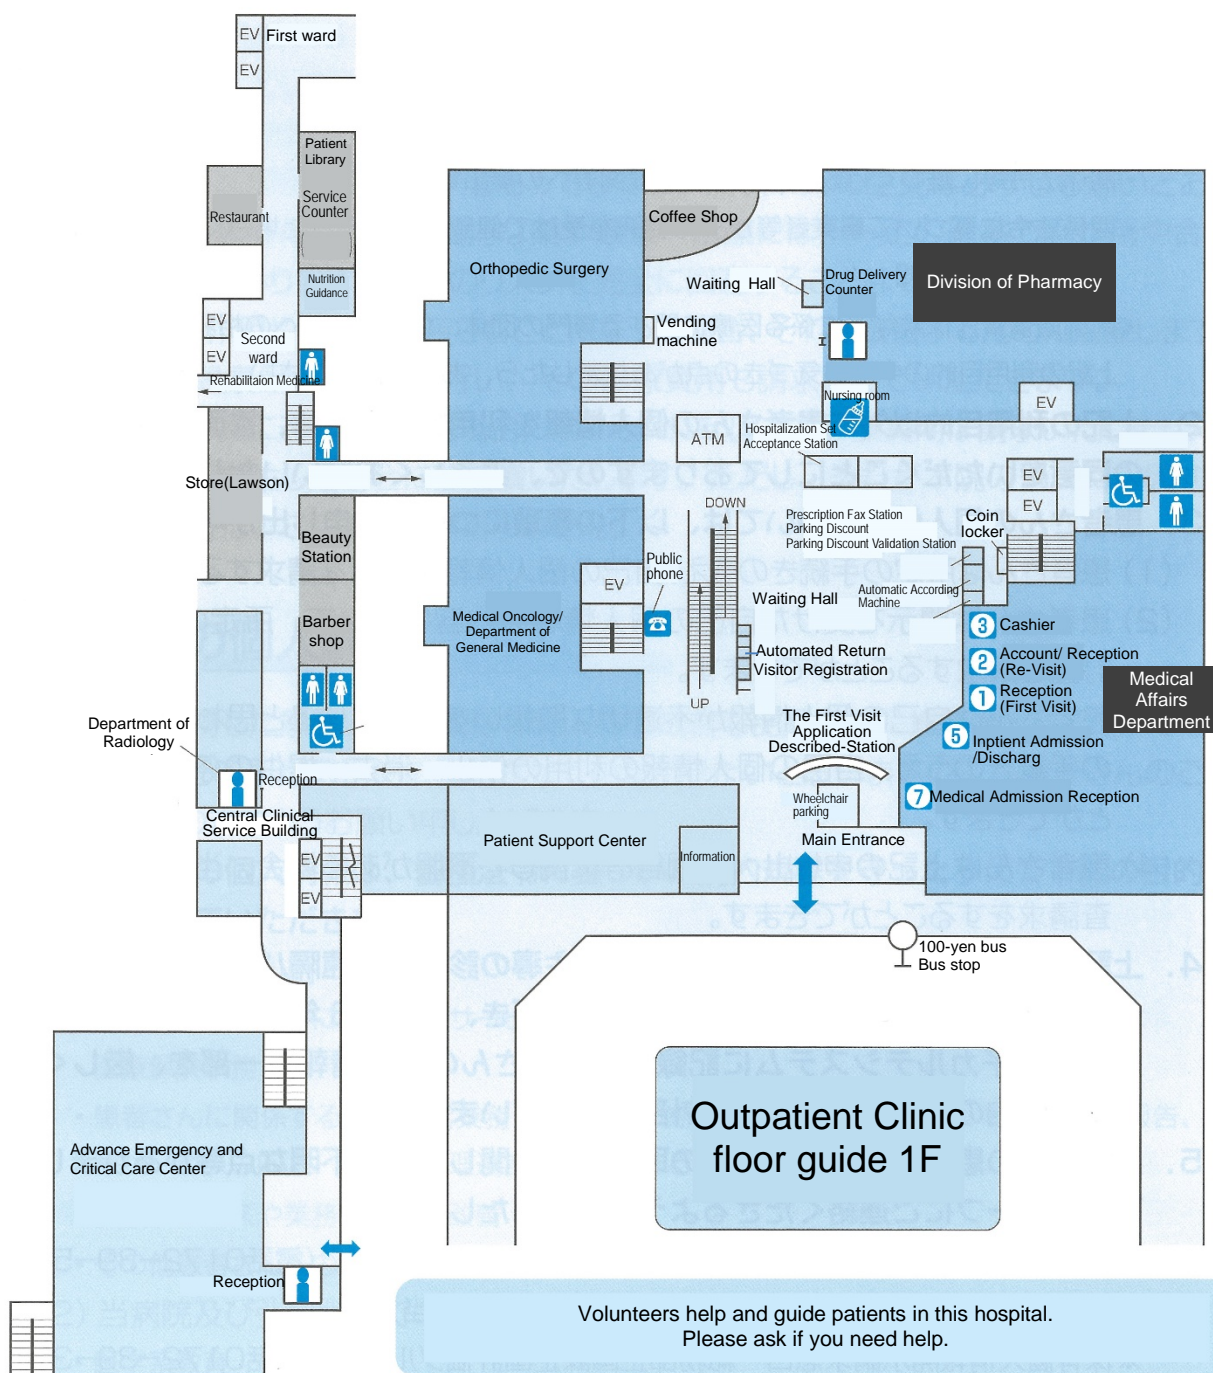 EV
First ward
EV
Patient
Library
Service
Counter
Restaurant
Nutrition
Guidance
EV
EV
Second
ward
Rehabilitaion Medicine
Store(Lawson)
Beauty
Station
Barber
shop
Department of
Radiology
Reception
Central Clinical
Service Building
EV
EV
Orthopedic Surgery
Coffee Shop
Waiting Hall
Drug Delivery
Counter
Division of Pharmacy
Vending
machine
Nursing room
EV
ATM
Hospitalization Set
Acceptance Station
EV
EV
DOWN
Prescription Fax Station
Parking Discount
Parking Discount Validation Station
Coin
locker
Public
phone
EV
Medical Oncology/
Department of
General Medicine
Waiting Hall
Automatic According
Machine
Automated Return
Visitor Registration
UP
3 Cashier
2 Account/ Reception
(Re-Visit)
1 Reception
(First Visit)
Medical
Affairs
Department
5 Inptient Admission
/Discharg
7 Medical Admission Reception
The First Visit
Application
Described-Station
Wheelchair
parking
Main Entrance
Patient Support Center
Information
100-yen bus
Bus stop
Outpatient Clinic
floor guide 1F
Advance Emergency and
Critical Care Center
Reception
Volunteers help and guide patients in this hospital.
Please ask if you need help.